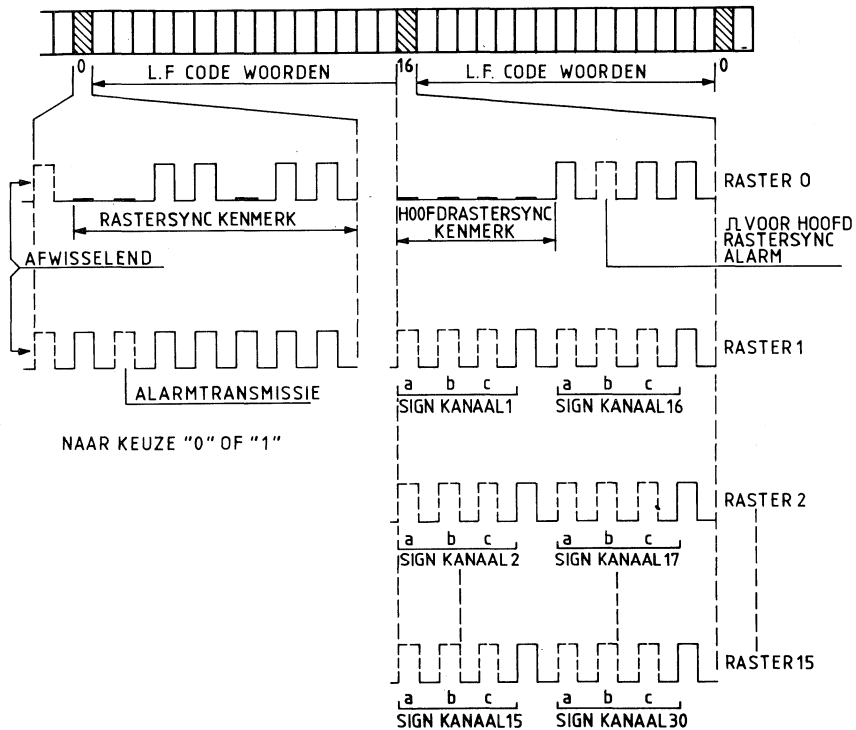 0
16
0
L.F CODE WOORDEN
L.F. CODE WOORDEN
RASTER 0
RASTERSYNC KENMERK
HOOFDRASTERSYNC
KENMERK
VOOR HOOFD
RASTERSYNC
ALARM
AFWISSELEND
RASTER 1
ALARMTRANSMISSIE
a b c
a b c
SIGN KANAAL 1
SIGN KANAAL 16
NAAR KEUZE "0" OF "1"
RASTER 2
a b c
a b c
SIGN KANAAL 2
SIGN KANAAL 17
RASTER 15
a b c
a b c
SIGN KANAAL 15
SIGN KANAAL 30